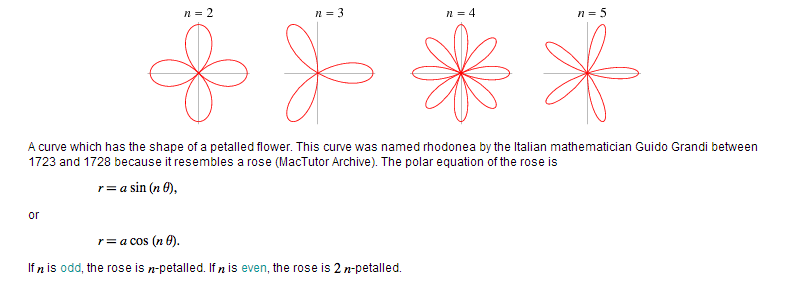 n = 2 n = 3 n = 4 n = 5
A curve which has the shape of a petalled flower. This curve was named rhodonea by the Italian mathematician Guido Grandi between
1723 and 1728 because it resembles a rose (MacTutor Archive). The polar equation of the rose is
r = a sin (n θ),
or
r = a cos (n θ).
If n is odd, the rose is n-petalled. If n is even, the rose is 2 n-petalled.